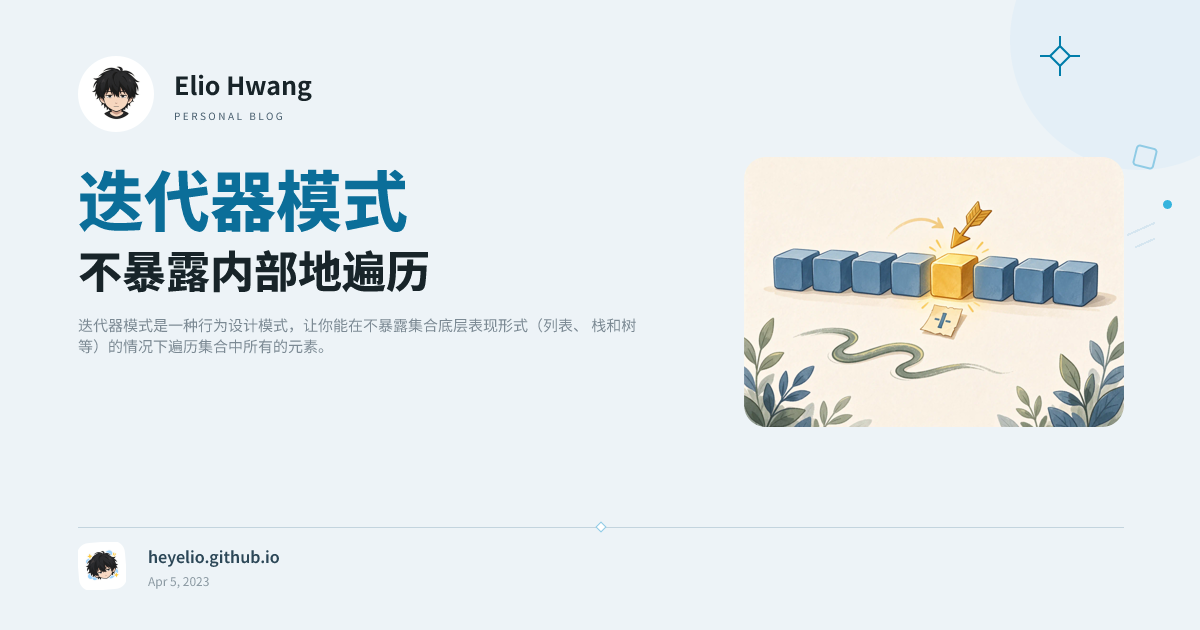 Elio Hwang
PERSONAL BLOG
迭代器模式
不暴露内部地遍历
迭代器模式是一种行为设计模式，让你能在不暴露集合底层表现形式（列表、 栈和树
等）的情况下遍历集合中所有的元素。
heyelio.github.io
Apr 5, 2023